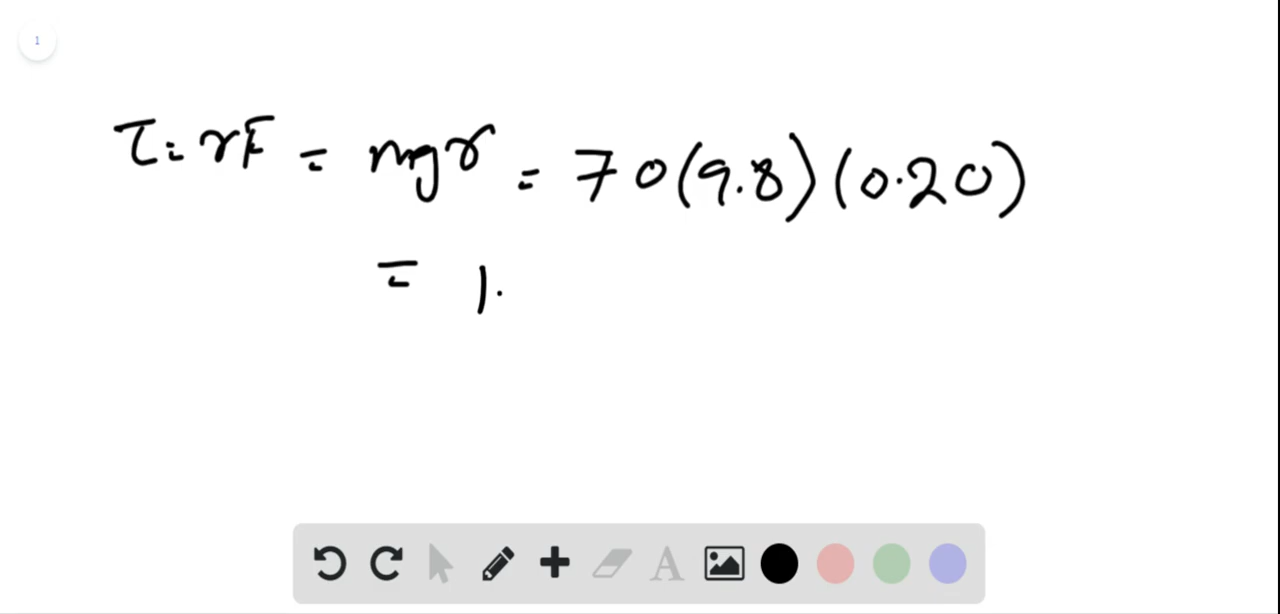 1
τ = rF = mgr = 70(9.8)(0.20)
= 1.
A